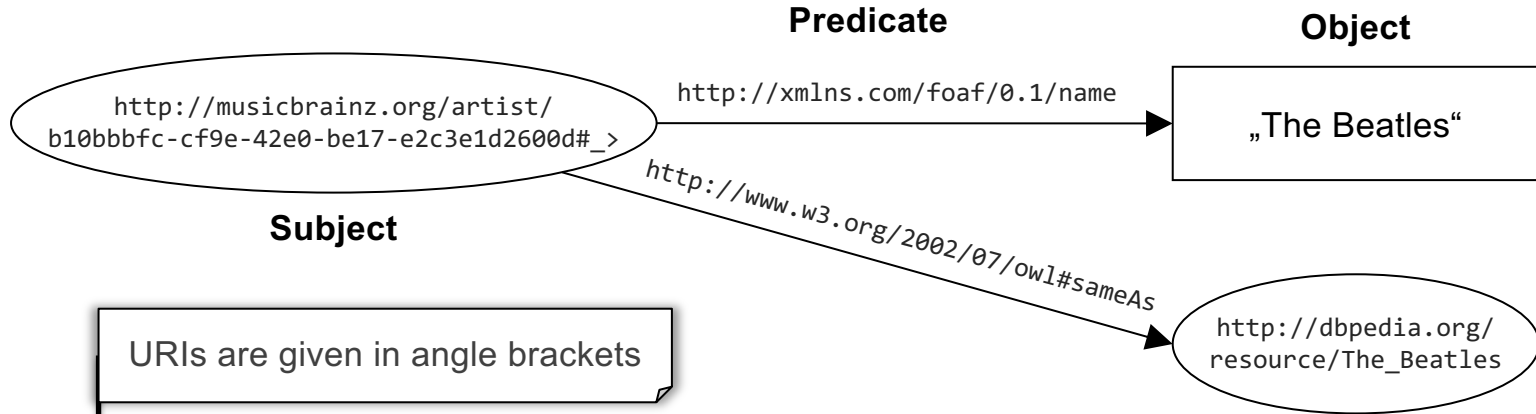 Predicate
Object
http://musicbrainz.org/artist/
b10bbbfc-cf9e-42e0-be17-e2c3e1d2600d#_>
http://xmlns.com/foaf/0.1/name
„The Beatles“
http://www.w3.org/2002/07/owl#sameAs
Subject
http://dbpedia.org/
resource/The_Beatles
URIs are given in angle brackets